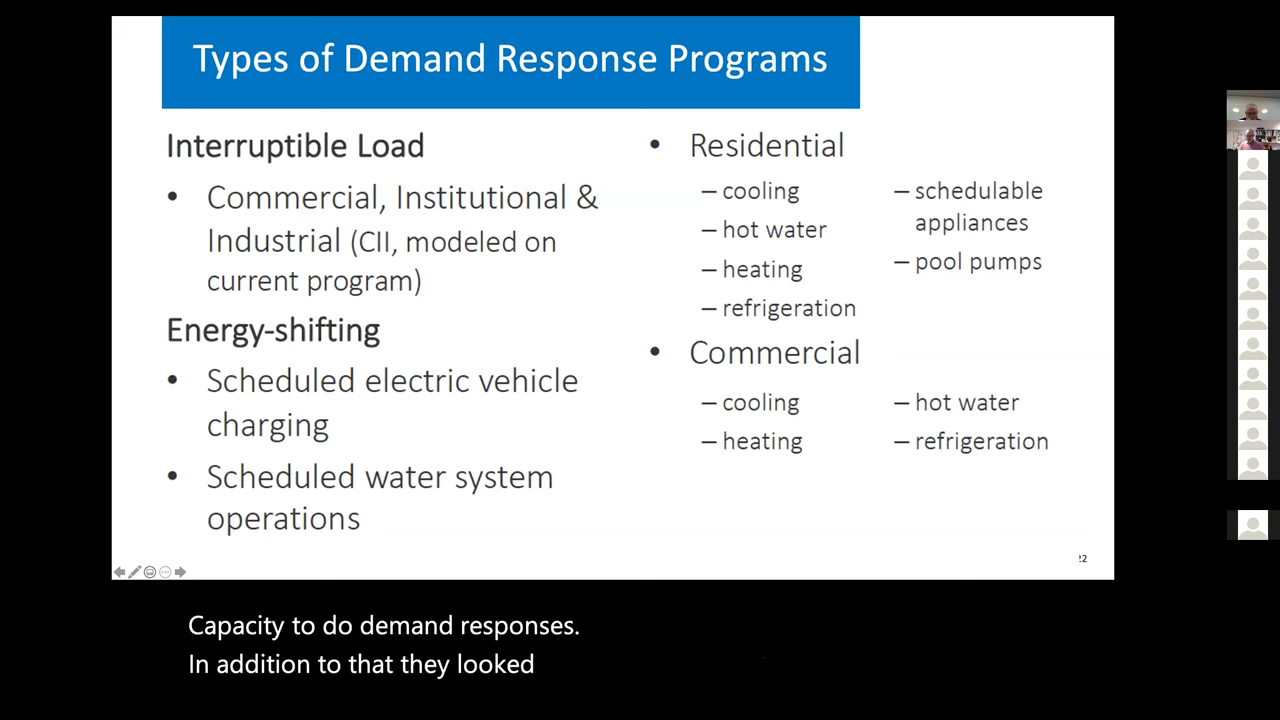 Types of Demand Response Programs
Interruptible Load
• Commercial, Institutional &
Industrial (CII, modeled on
current program)
Energy-shifting
• Scheduled electric vehicle
charging
• Scheduled water system
operations
• Residential
– cooling
– hot water
– heating
– refrigeration
– schedulable
appliances
– pool pumps
• Commercial
– cooling
– heating
– hot water
– refrigeration
22
Capacity to do demand responses.
In addition to that they looked